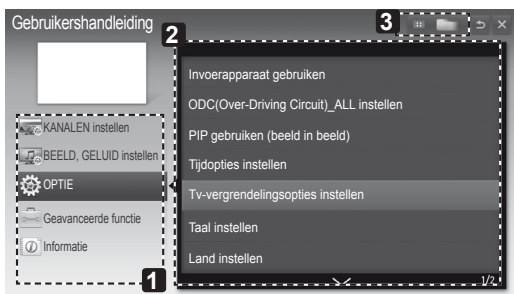 Gebruikershandleiding
3
2
Invoerapparaat gebruiken
ODC(Over-Driving Circuit)_ALL instellen
PIP gebruiken (beeld in beeld)
Tijdopties instellen
Tv-vergrendelingsopties instellen
Taal instellen
Land instellen
1/2
KANALEN instellen
BEELD, GELUID instellen
OPTIE
Geavanceerde functie
Informatie
1